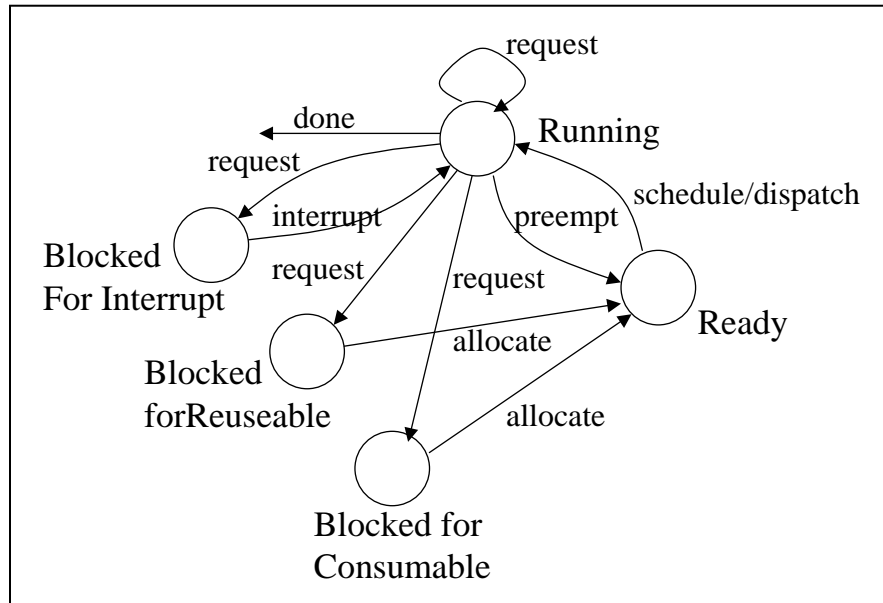 request
done
Running
request
schedule/dispatch
interrupt
preempt
Blocked
For Interrupt
request
request
Ready
allocate
Blocked
forReuseable
allocate
Blocked for
Consumable